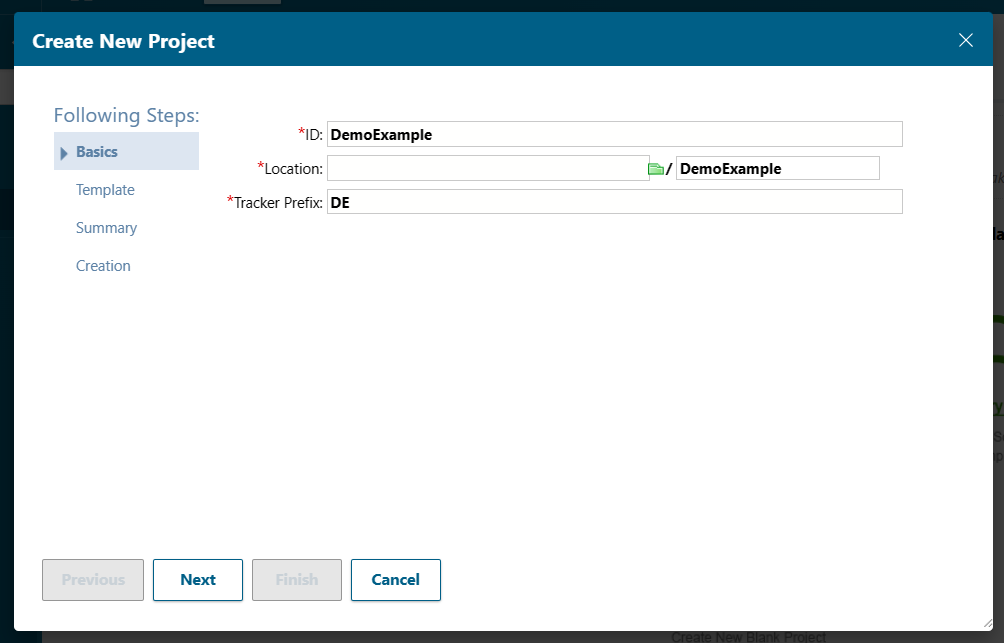 Create New Project
Following Steps:
Basics
Template
Summary
Creation
*ID: DemoExample
*Location: / DemoExample
*Tracker Prefix: DE
Previous
Next
Finish
Cancel
Create New Blank Project